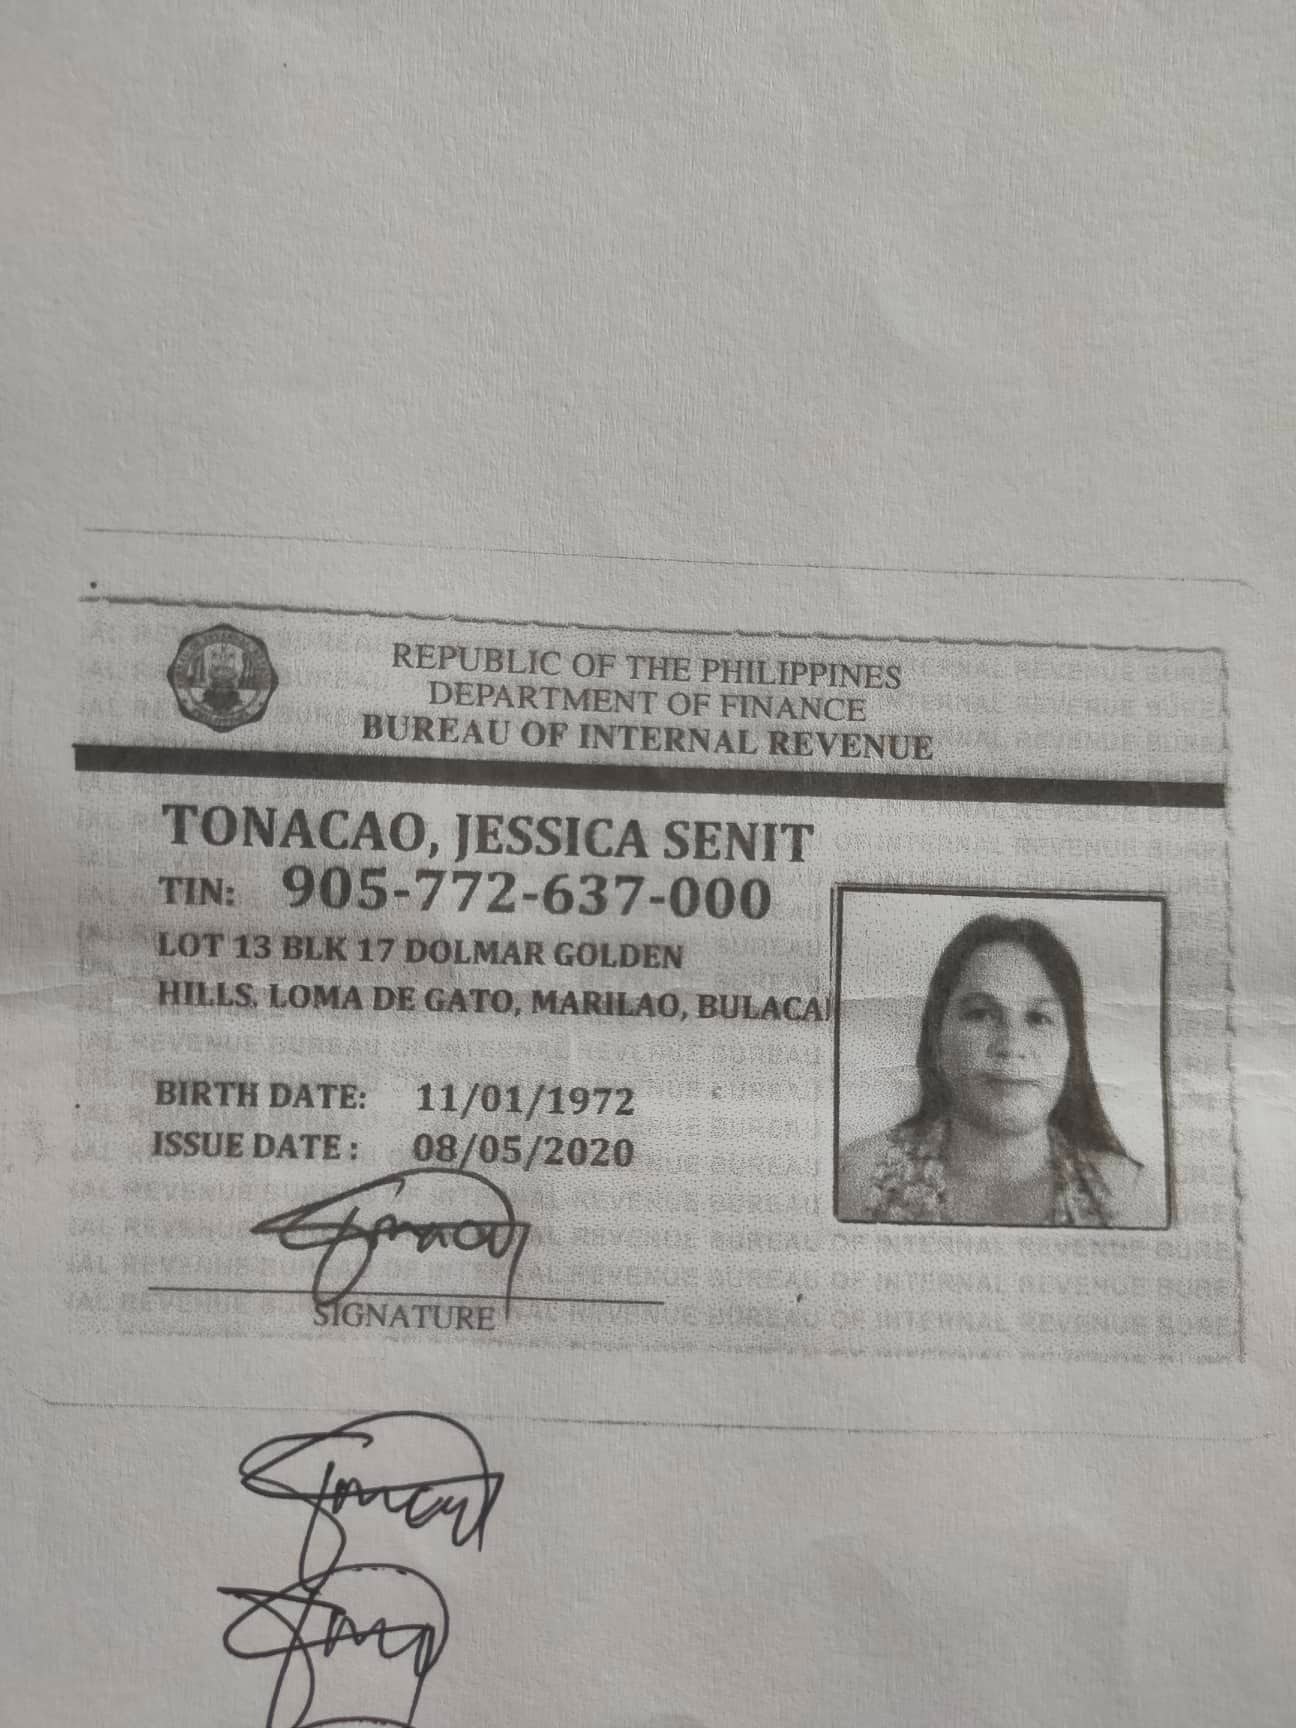 REPUBLIC OF THE PHILIPPINES
DEPARTMENT OF FINANCE
BUREAU OF INTERNAL REVENUE
TONACAO, JESSICA SENIT
TIN: 905-772-637-000
LOT 13 BLK 17 DOLMAR GOLDEN
HILLS, LOMA DE GATO, MARILAO, BULACAN
BIRTH DATE: 11/01/1972
ISSUE DATE : 08/05/2020
SIGNATURE